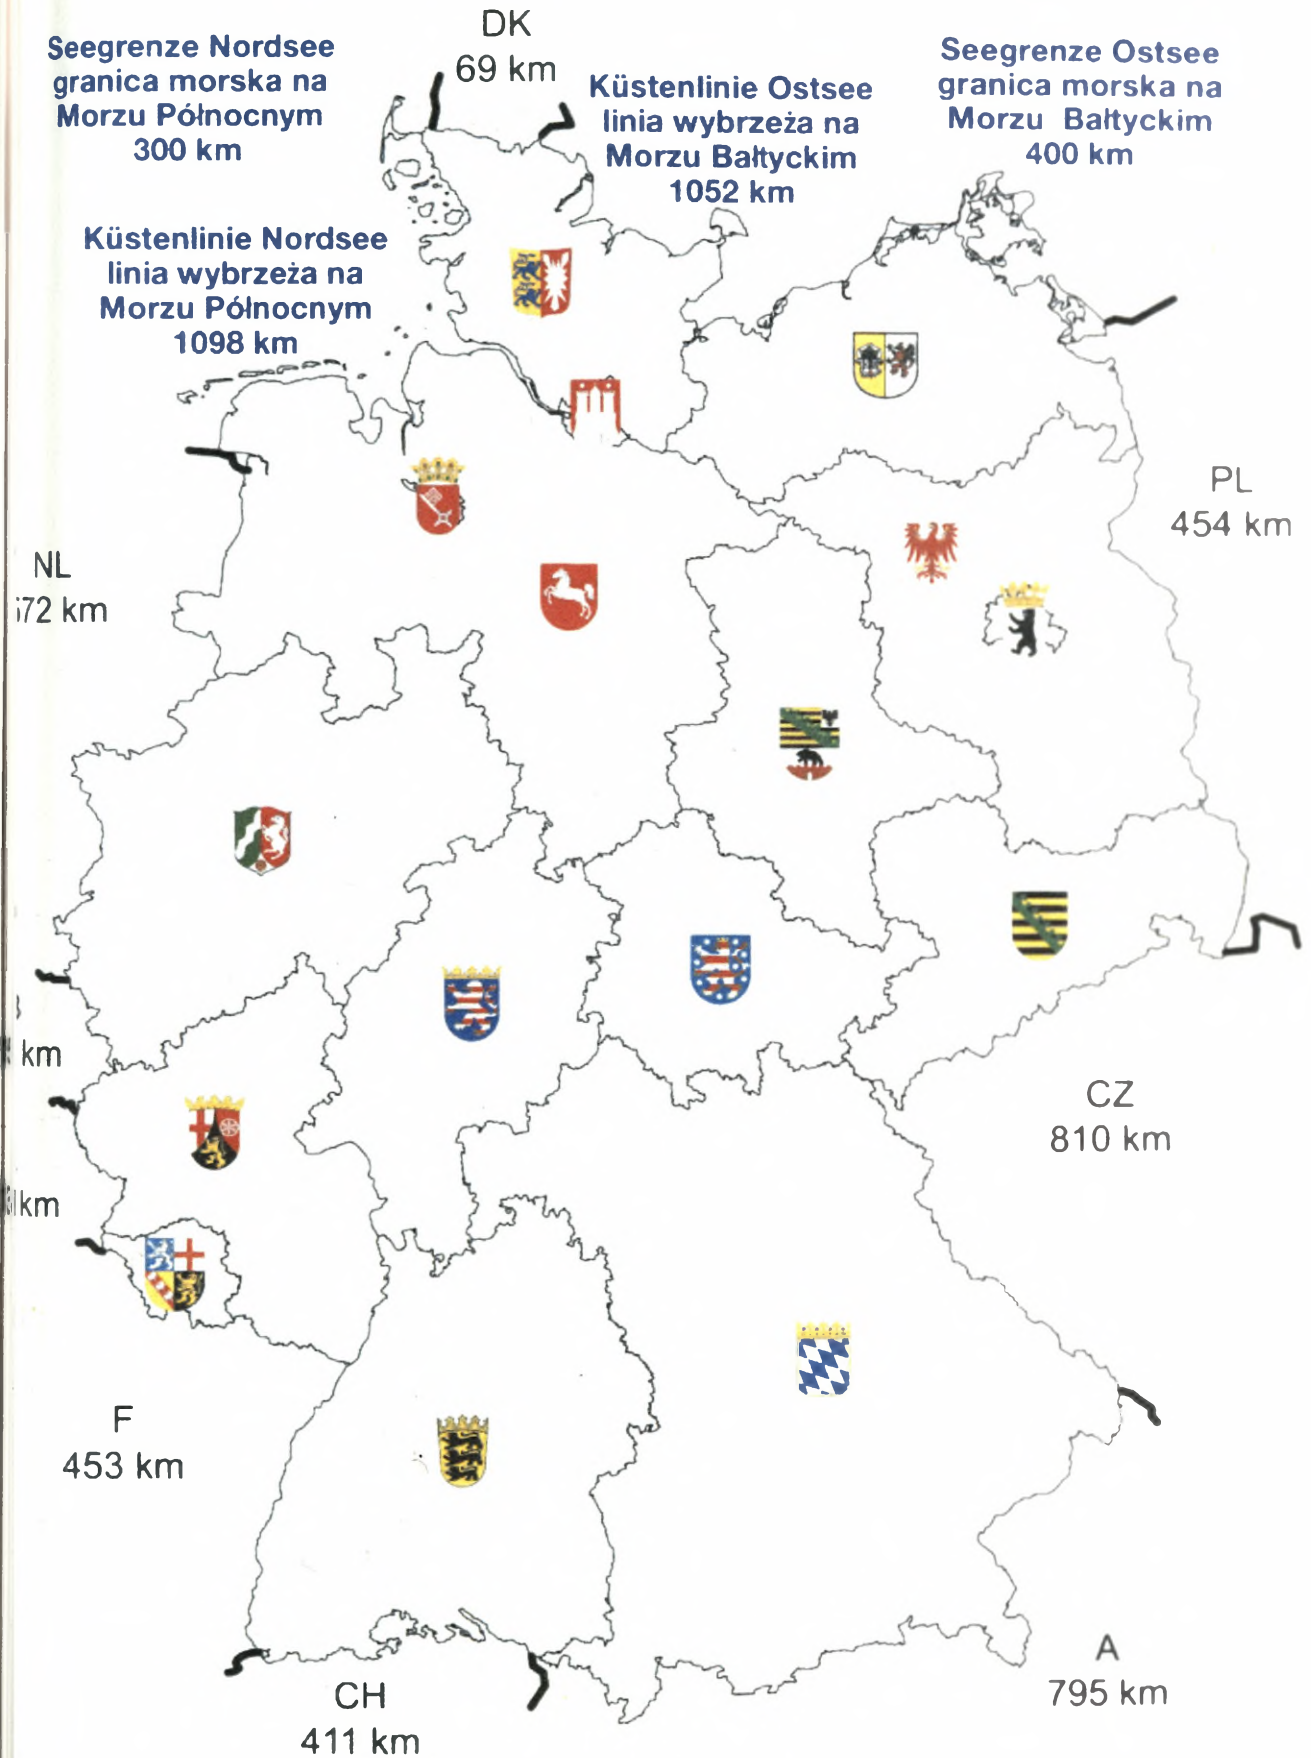 DK
69 km
Seegrenze Nordsee
granica morska na
Morzu Północnym
300 km
Küstenlinie Ostsee
linia wybrzeża na
Morzu Bałtyckim
1052 km
Seegrenze Ostsee
granica morska na
Morzu Bałtyckim
400 km
Küstenlinie Nordsee
linia wybrzeża na
Morzu Północnym
1098 km
PL
454 km
NL
72 km
km
CZ
810 km
km
F
453 km
A
795 km
CH
411 km